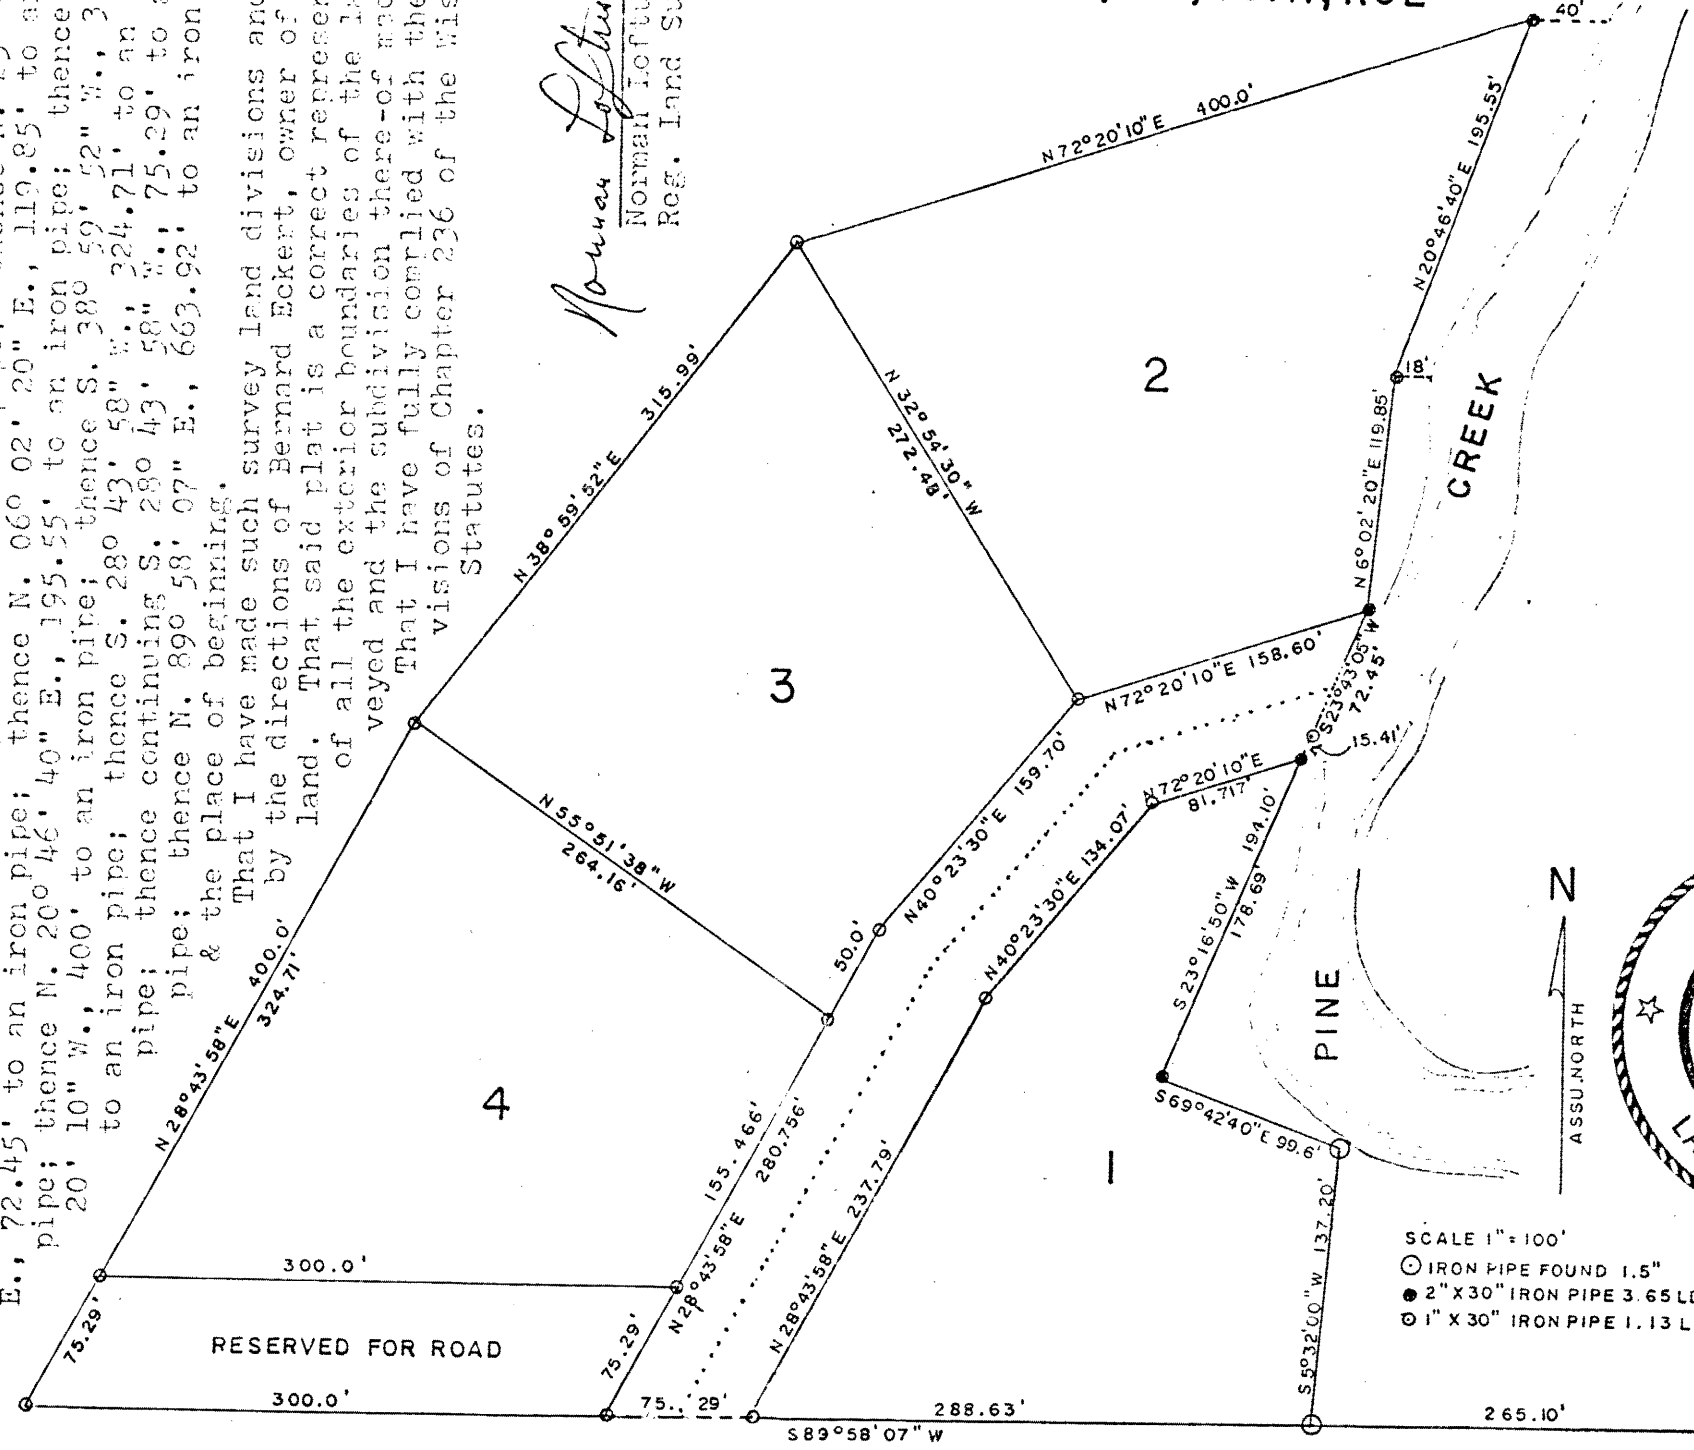 E., 72.45' to an iron pipe; thence N. 06° 02' 20" E., 119.85' to
pipe; thence N. 20° 46' 40" E., 195.55' to an iron pipe; thence
20' 10" W., 400' to an iron pipe; thence S. 38° 59' 52" W.,
to an iron pipe; thence S. 28° 43' 58" W., 324.71' to an
pipe; thence continuing S. 28° 43' 58" W., 75.29' to
pipe; thence N. 89° 58' 07" E., 663.92' to an iron
& the place of beginning.
That I have made such survey land divisions and
by the directions of Bernard Eckert, owner of
land. That said plat is a correct
of all the exterior boundaries of the
veyed and the subdivision there-of
That I have fully complied with the
visions of Chapter 236 of the
Statutes.
Norman Loftus
Reg. Land
40'
N72°20'10"E 400.0'
N20°46'40"E 195.55'
18'
N6°02'20"E 119.85'
2
N 32°54'30" W
272.48'
N 38°59'52"E 315.99'
3
CREEK
N72°20'10"E 158.60'
S23°43'05"W
72.45'
15.41'
N72°20'10"E
81.717'
N40°23'30"E 159.70'
N40°23'30"E 134.07'
50.0'
N55°51'38"W
264.16'
S23°16'50"W 194.10'
178.69'
PINE
N
ASSU.NORTH
N28°43'58"E 400.0'
324.71'
4
S69°42'40"E 99.6'
155.466'
280.756'
N28°43'58"E
N28°43'58"E 237.79'
1
S5°32'00"W 137.20'
300.0'
75.29'
RESERVED FOR ROAD
75.29'
300.0'
75.29'
288.63'
265.10'
S89°58'07"W
SCALE 1"=100'
IRON PIPE FOUND 1.5"
2"X30" IRON PIPE 3.65
1"X30" IRON PIPE 1.13